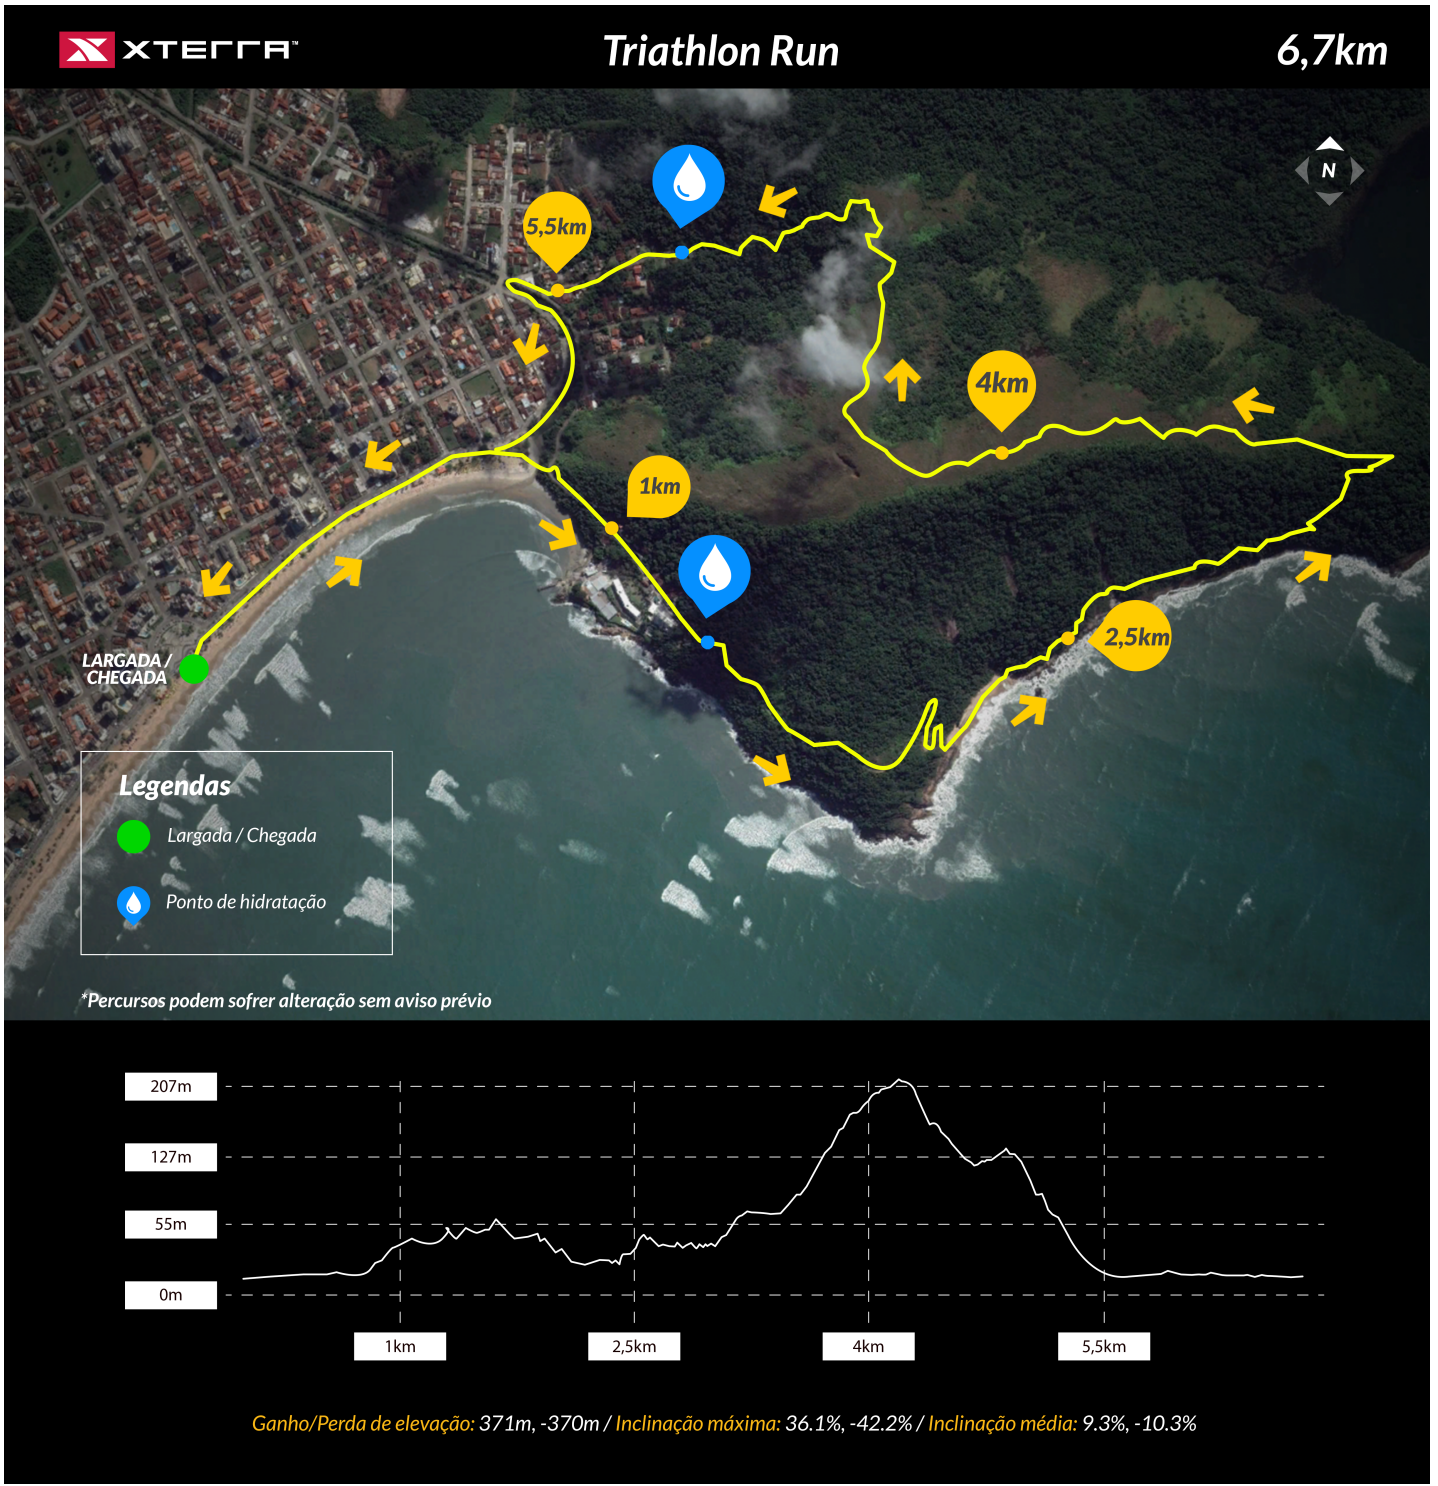 XTERRA™
Triathlon Run
6,7km
N
5,5km
4km
1km
2,5km
LARGADA /
CHEGADA
Legendas
Largada / Chegada
Ponto de hidratação
*Percursos podem sofrer alteração sem aviso prévio
207m
127m
55m
0m
1km
2,5km
4km
5,5km
Ganho/Perda de elevação: 371m, -370m / Inclinação máxima: 36.1%, -42.2% / Inclinação média: 9.3%, -10.3%